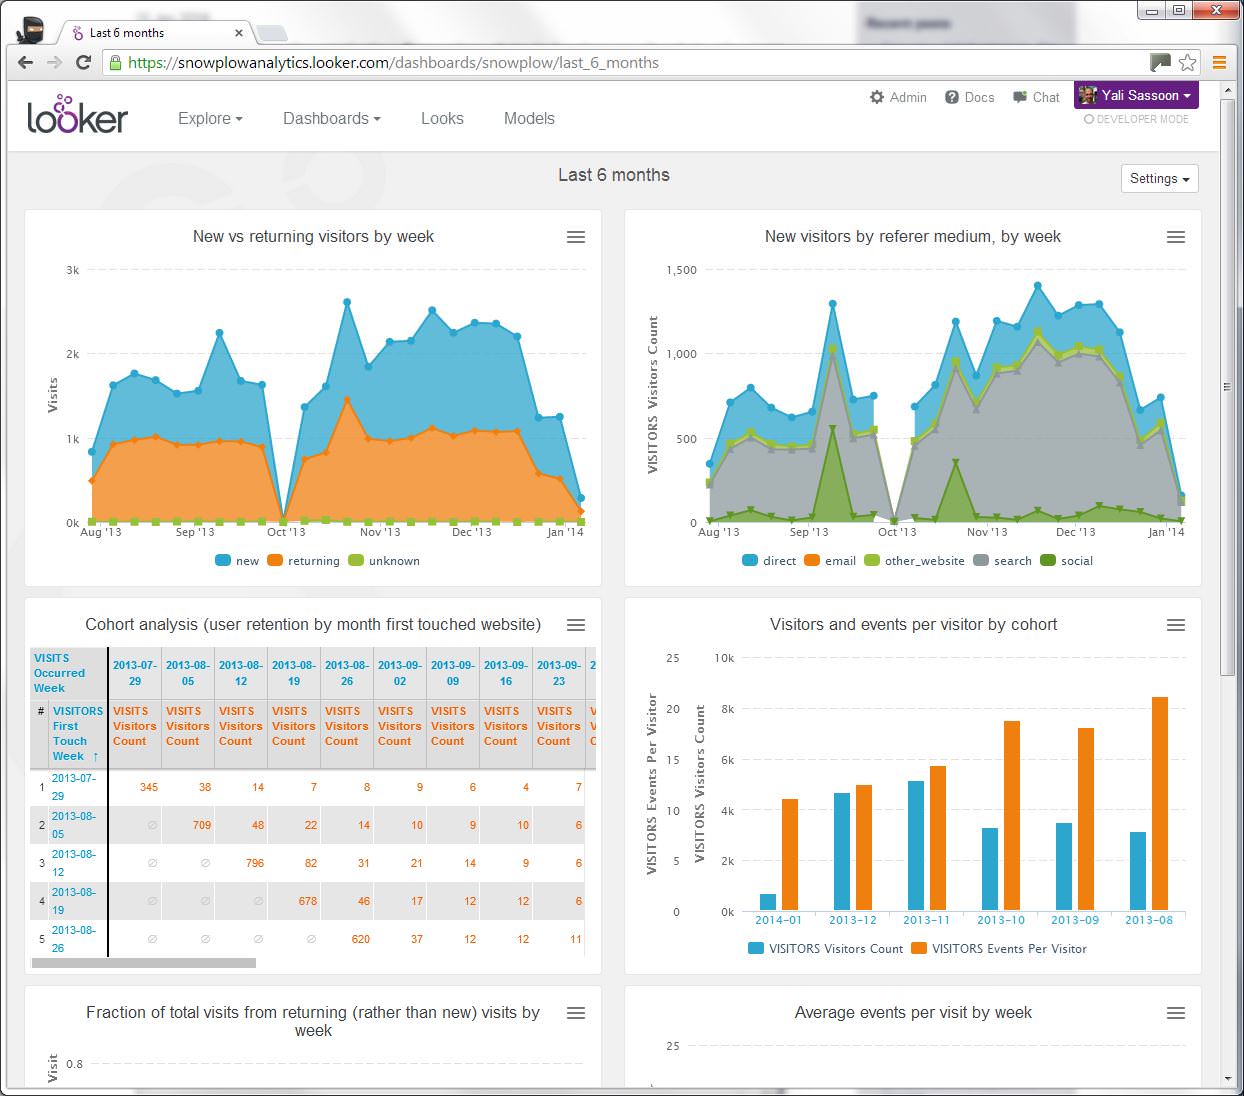 Recent posts
Last 6 months
https://snowplowanalytics.looker.com/dashboards/snowplow/last_6_months
Admin Docs Chat Yali Sassoon
looker Explore Dashboards Looks Models
DEVELOPER MODE
Last 6 months
Settings
New vs returning visitors by week
3k
2k
1k
0k
Visits
Aug '13 Sep '13 Oct '13 Nov '13 Dec '13 Jan '14
new returning unknown
New visitors by referer medium, by week
1,500
1,000
500
0
VISITORS Visitors Count
Aug '13 Sep '13 Oct '13 Nov '13 Dec '13 Jan '14
direct email other_website search social
Cohort analysis (user retention by month first touched website)
VISITS Occurred Week 2013-07-29 2013-08-05 2013-08-12 2013-08-19 2013-08-26 2013-09-02 2013-09-09 2013-09-16 2013-09-23 2
# VISITORS First Touch Week ↑ VISITS Visitors Count VISITS Visitors Count VISITS Visitors Count VISITS Visitors Count VISITS Visitors Count VISITS Visitors Count VISITS Visitors Count VISITS Visitors Count VISITS Visitors Count
1 2013-07-29 345 38 14 7 8 9 6 4 7
2 2013-08-05 ∅ 709 48 22 14 10 9 10 6
3 2013-08-12 ∅ ∅ 796 82 31 21 14 9 6
4 2013-08-19 ∅ ∅ ∅ 678 46 17 12 12 6
5 2013-08-26 ∅ ∅ ∅ ∅ 620 37 12 12 11
Visitors and events per visitor by cohort
25 10k
20 8k
15 6k
10 4k
5 2k
0 0k
VISITORS Events Per Visitor
VISITORS Visitors Count
2014-01 2013-12 2013-11 2013-10 2013-09 2013-08
VISITORS Visitors Count VISITORS Events Per Visitor
Fraction of total visits from returning (rather than new) visits by
week
0.8
Visit
Average events per visit by week
25